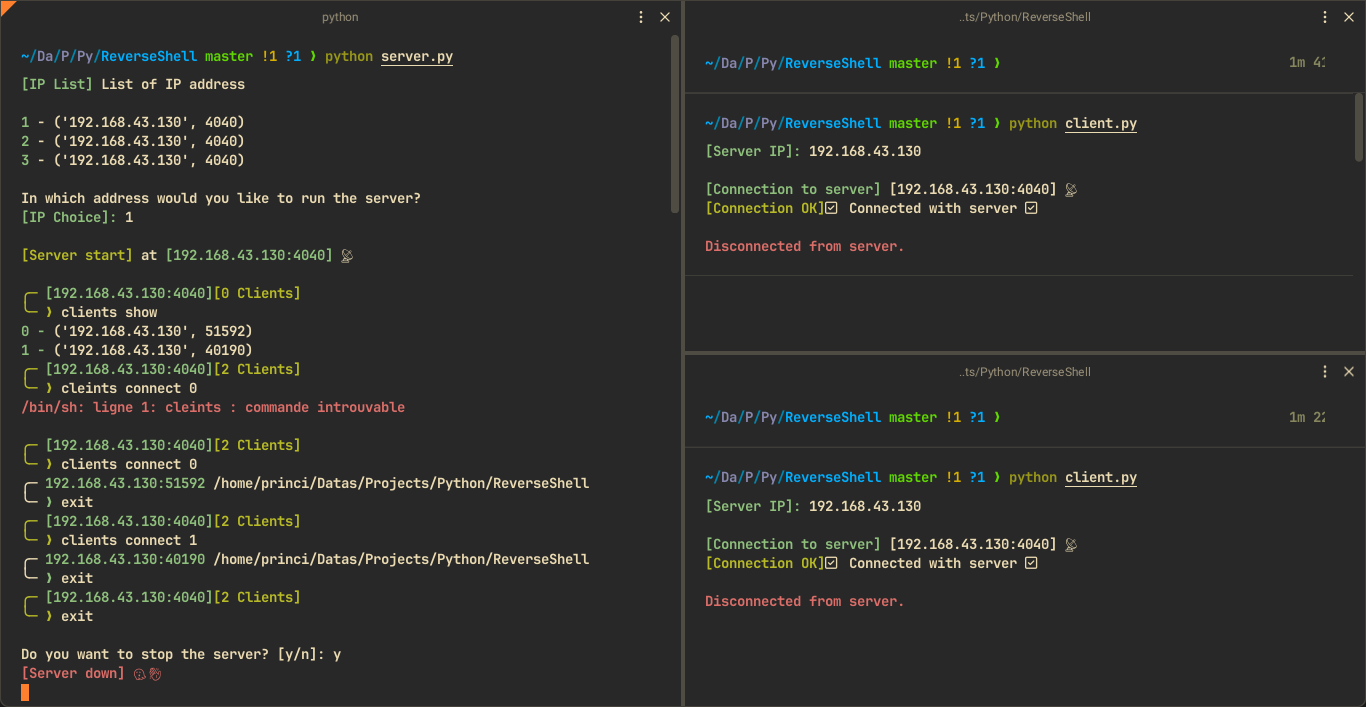 python
~/Da/P/Py/ReverseShell master !1 ?1 ❯ python server.py
[IP List] List of IP address
1 - ('192.168.43.130', 4040)
2 - ('192.168.43.130', 4040)
3 - ('192.168.43.130', 4040)
In which address would you like to run the server?
[IP Choice]: 1
[Server start] at [192.168.43.130:4040] 📡
╭─ [192.168.43.130:4040][0 Clients]
╰─ ❯ clients show
0 - ('192.168.43.130', 51592)
1 - ('192.168.43.130', 40190)
╭─ [192.168.43.130:4040][2 Clients]
╰─ ❯ cleints connect 0
/bin/sh: ligne 1: cleints : commande introuvable
╭─ [192.168.43.130:4040][2 Clients]
╰─ ❯ clients connect 0
╭─ 192.168.43.130:51592 /home/princi/Datas/Projects/Python/ReverseShell
╰─ ❯ exit
╭─ [192.168.43.130:4040][2 Clients]
╰─ ❯ clients connect 1
╭─ 192.168.43.130:40190 /home/princi/Datas/Projects/Python/ReverseShell
╰─ ❯ exit
╭─ [192.168.43.130:4040][2 Clients]
╰─ ❯ exit
Do you want to stop the server? [y/n]: y
[Server down]
..ts/Python/ReverseShell
~/Da/P/Py/ReverseShell master !1 ?1 ❯ 1m
~/Da/P/Py/ReverseShell master !1 ?1 ❯ python client.py
[Server IP]: 192.168.43.130
[Connection to server] [192.168.43.130:4040] 📡
[Connection OK]☑ Connected with server ☑
Disconnected from server.
..ts/Python/ReverseShell
~/Da/P/Py/ReverseShell master !1 ?1 ❯ 1m
~/Da/P/Py/ReverseShell master !1 ?1 ❯ python client.py
[Server IP]: 192.168.43.130
[Connection to server] [192.168.43.130:4040] 📡
[Connection OK]☑ Connected with server ☑
Disconnected from server.